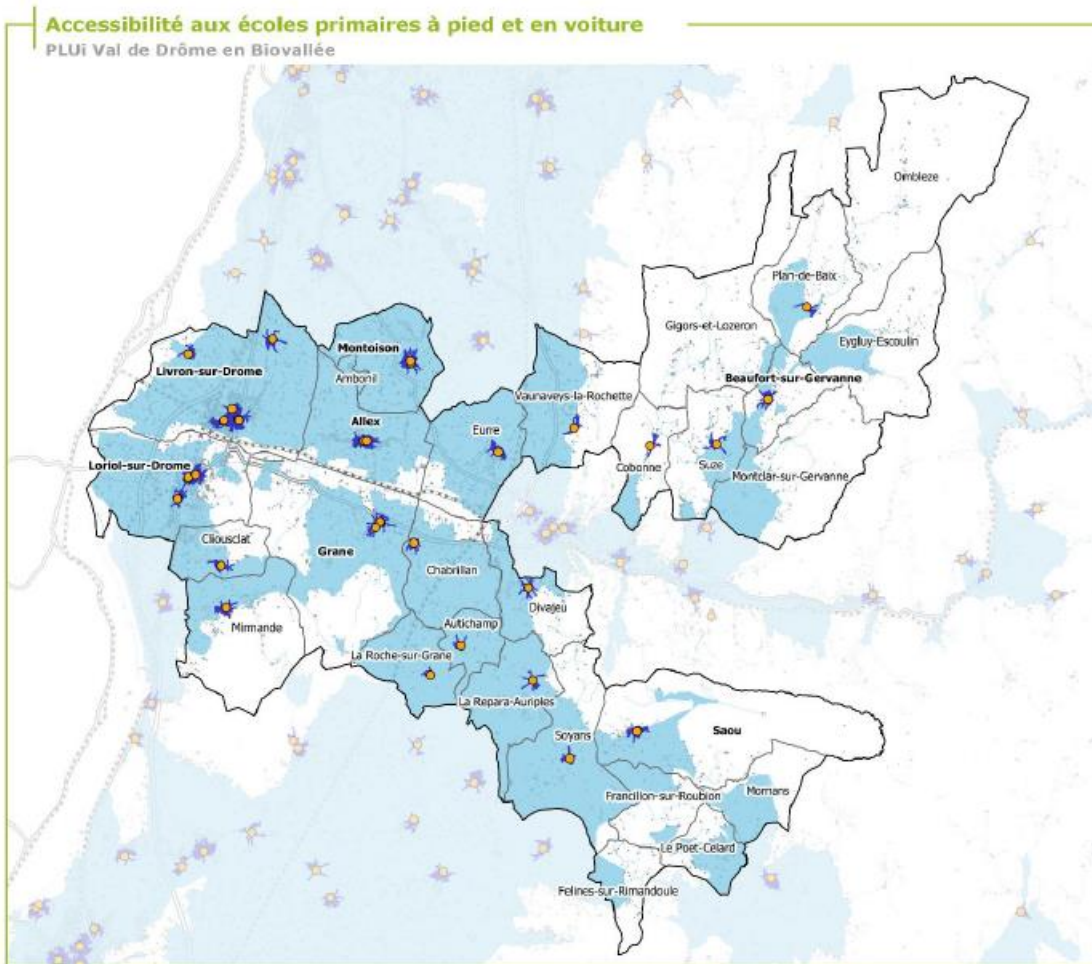 Accessibilité aux écoles primaires à pied et en voiture
PLUi Val de Drôme en Biovallée
Ombleze
Plan-de-Baix
Gigors-et-Lozeron
Eygluy-Escoulin
Montoison
Livron-sur-Drome
Ambonil
Beaufort-sur-Gervanne
Vaunaveys-la-Rochette
Allex
Eurre
Loriol-sur-Drome
Cobonne
Suze
Montclar-sur-Gervanne
Cliousclat
Grane
Chabrillan
Divajeu
Mirmande
Autichamp
La Roche-sur-Grane
La Repara-Auriples
Soyans
Saou
Francillon-sur-Roubion
Mornans
Le Poet-Celard
Felines-sur-Rimandoule